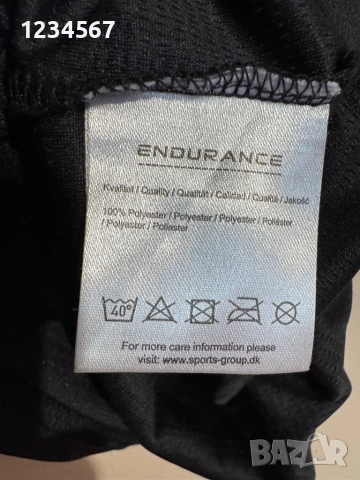 1234567
ENDURANCE
Kvalitet / Quality / Qualität / Calidad / Qualité / Jakość
100% Polyester / Polyester / Polyester / Poliéster
/ Polyester / Poliester
40°
For more care information please
visit: www.sports-group.dk
BAZAR